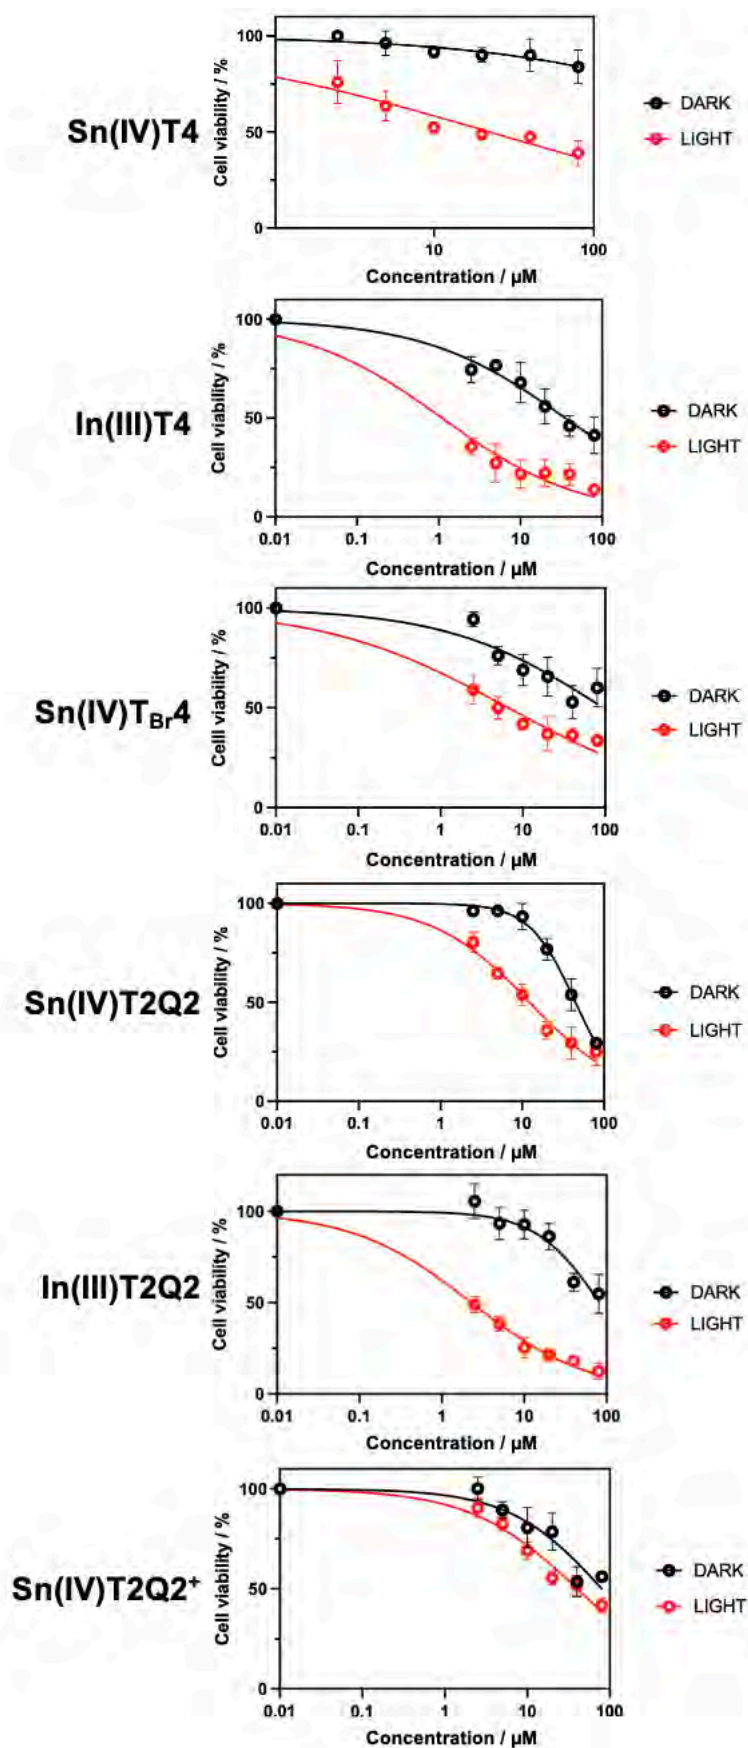 Sn(IV)T4
Cell viability / %
100
50
0
10
100
Concentration / µM
DARK
LIGHT
In(III)T4
Cell viability / %
100
50
0
0.01
0.1
1
10
100
Concentration / µM
DARK
LIGHT
Sn(IV)TBr4
Celll viability / %
100
50
0
0.01
0.1
1
10
100
Concentration / µM
DARK
LIGHT
Sn(IV)T2Q2
Cell viability / %
100
50
0
0.01
0.1
1
10
100
Concentration / µM
DARK
LIGHT
In(III)T2Q2
Cell viability / %
100
50
0
0.01
0.1
1
10
100
Concentration / µM
DARK
LIGHT
Sn(IV)T2Q2⁺
Cell viability / %
100
50
0
0.01
0.1
1
10
100
Concentration / µM
DARK
LIGHT